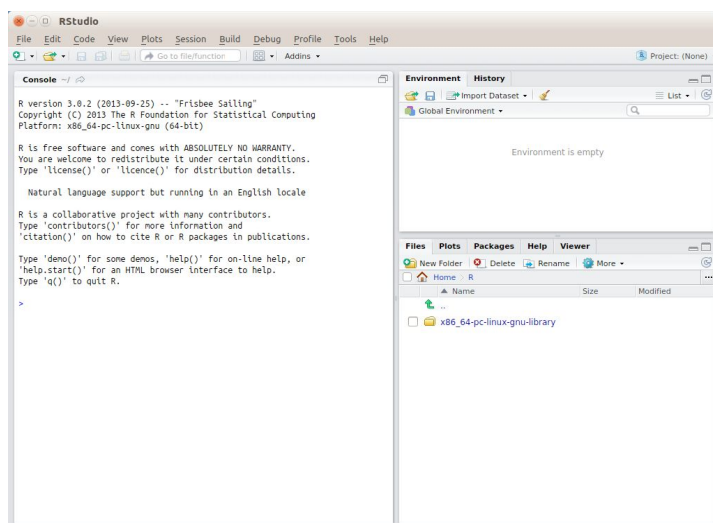 RStudio
File Edit Code View Plots Session Build Debug Profile Tools Help
Go to file/function Addins Project: (None)
Console ~/
R version 3.0.2 (2013-09-25) -- "Frisbee Sailing"
Copyright (C) 2013 The R Foundation for Statistical Computing
Platform: x86_64-pc-linux-gnu (64-bit)
R is free software and comes with ABSOLUTELY NO WARRANTY.
You are welcome to redistribute it under certain conditions.
Type 'license()' or 'licence()' for distribution details.
Natural language support but running in an English locale
R is a collaborative project with many contributors.
Type 'contributors()' for more information and
'citation()' on how to cite R or R packages in publications.
Type 'demo()' for some demos, 'help()' for on-line help, or
'help.start()' for an HTML browser interface to help.
Type 'q()' to quit R.
>
Environment History
Import Dataset List
Global Environment
Environment is empty
Files Plots Packages Help Viewer
New Folder Delete Rename More
Home R ...
Name Size Modified
..
x86_64-pc-linux-gnu-library